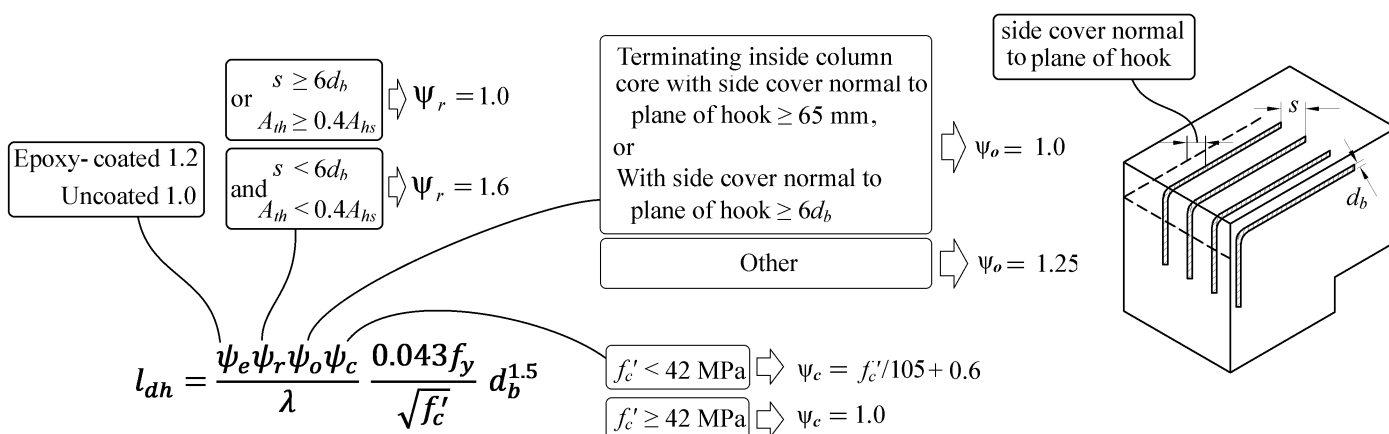 side cover normal
to plane of hook
s ≥ 6d_b
or
A_th ≥ 0.4A_hs
Ψ_r = 1.0
Terminating inside column
core with side cover normal to
plane of hook ≥ 65 mm,
or
With side cover normal to
plane of hook ≥ 6d_b
ψ_o = 1.0
s
d_b
Epoxy- coated 1.2
Uncoated 1.0
s < 6d_b
and
A_th < 0.4A_hs
Ψ_r = 1.6
Other
ψ_o = 1.25
l_dh = ψ_eψ_rψ_oψ_c/λ 0.043f_y/√f_c′ d_b^1.5
f_c′ < 42 MPa
ψ_c = f_c′/105 + 0.6
f_c′ ≥ 42 MPa
ψ_c = 1.0